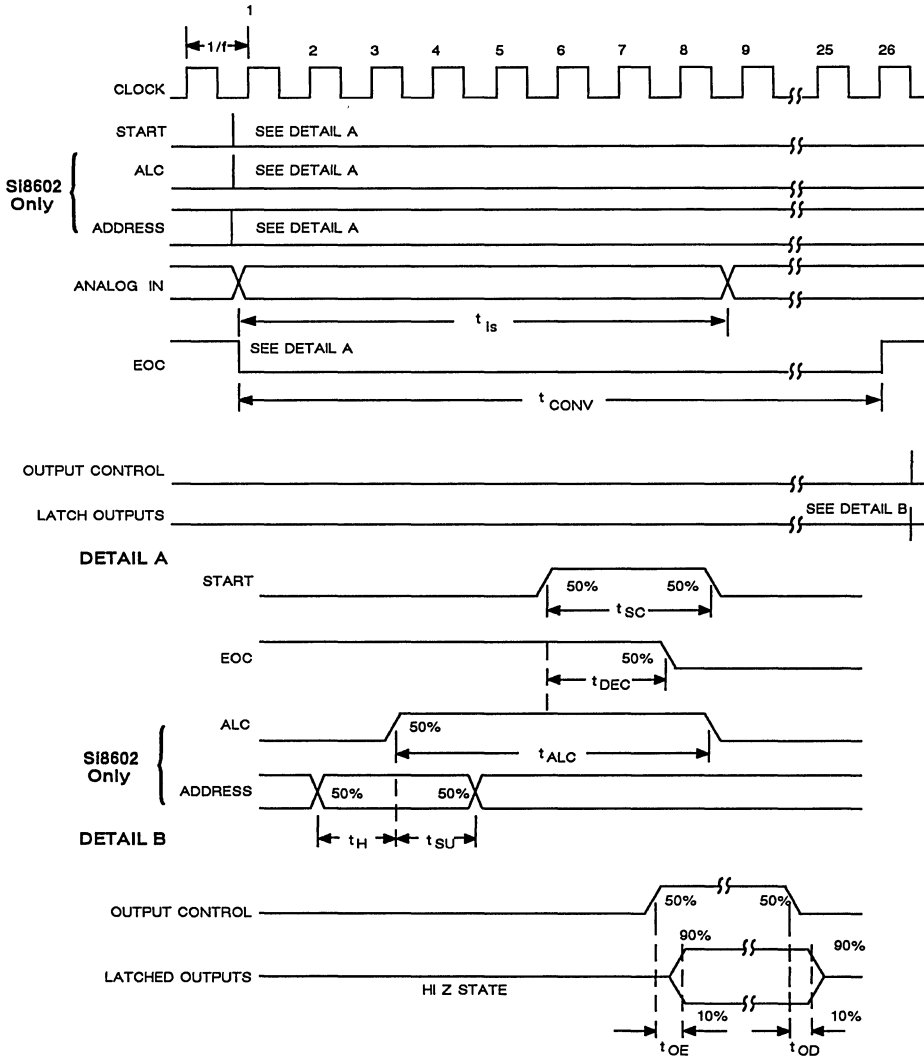 1
1/f
2 3 4 5 6 7 8 9 25 26
CLOCK
START SEE DETAIL A
ALC SEE DETAIL A
SI8602
Only
ADDRESS SEE DETAIL A
ANALOG IN
t Is
SEE DETAIL A
EOC
t CONV
OUTPUT CONTROL
SEE DETAIL B
LATCH OUTPUTS
DETAIL A
START 50% 50%
t SC
EOC 50%
t DEC
ALC 50%
t ALC
SI8602
Only
ADDRESS 50% 50%
DETAIL B
t H t SU
OUTPUT CONTROL 50% 50%
90% 90%
LATCHED OUTPUTS
HI Z STATE
10% 10%
t OE t OD